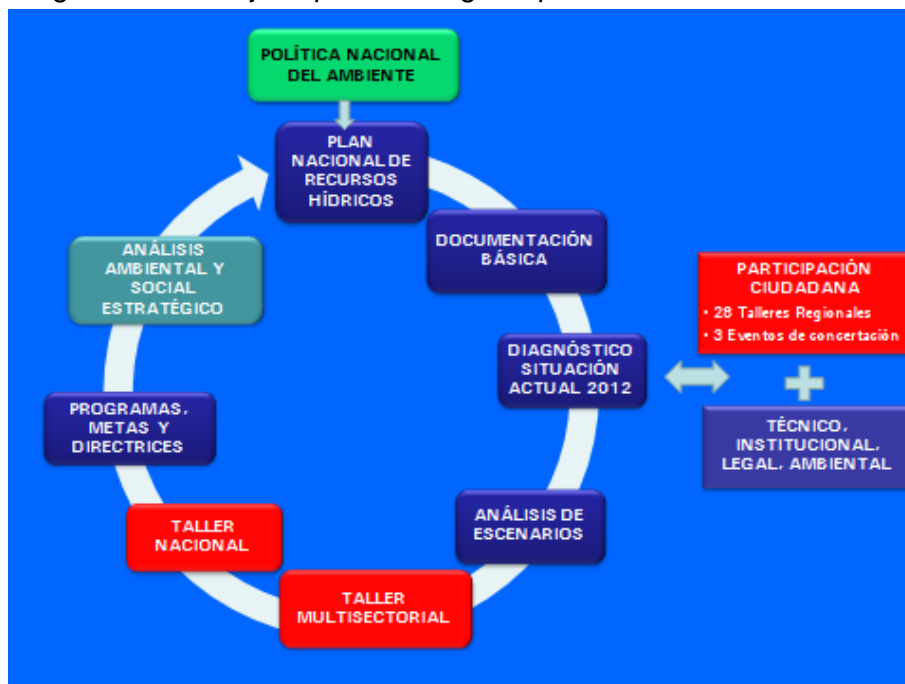 POLÍTICA NACIONAL
DEL AMBIENTE
PLAN
NACIONAL DE
RECURSOS
HÍDRICOS
DOCUMENTACIÓN
BÁSICA
DIAGNÓSTICO
SITUACIÓN
ACTUAL 2012
PARTICIPACIÓN
CIUDADANA
• 28 Talleres Regionales
• 3 Eventos de concertación
TÉCNICO,
INSTITUCIONAL,
LEGAL, AMBIENTAL
ANÁLISIS DE
ESCENARIOS
TALLER
MULTISECTORIAL
TALLER
NACIONAL
PROGRAMAS,
METAS Y
DIRECTRICES
ANÁLISIS
AMBIENTAL Y
SOCIAL
ESTRATÉGICO